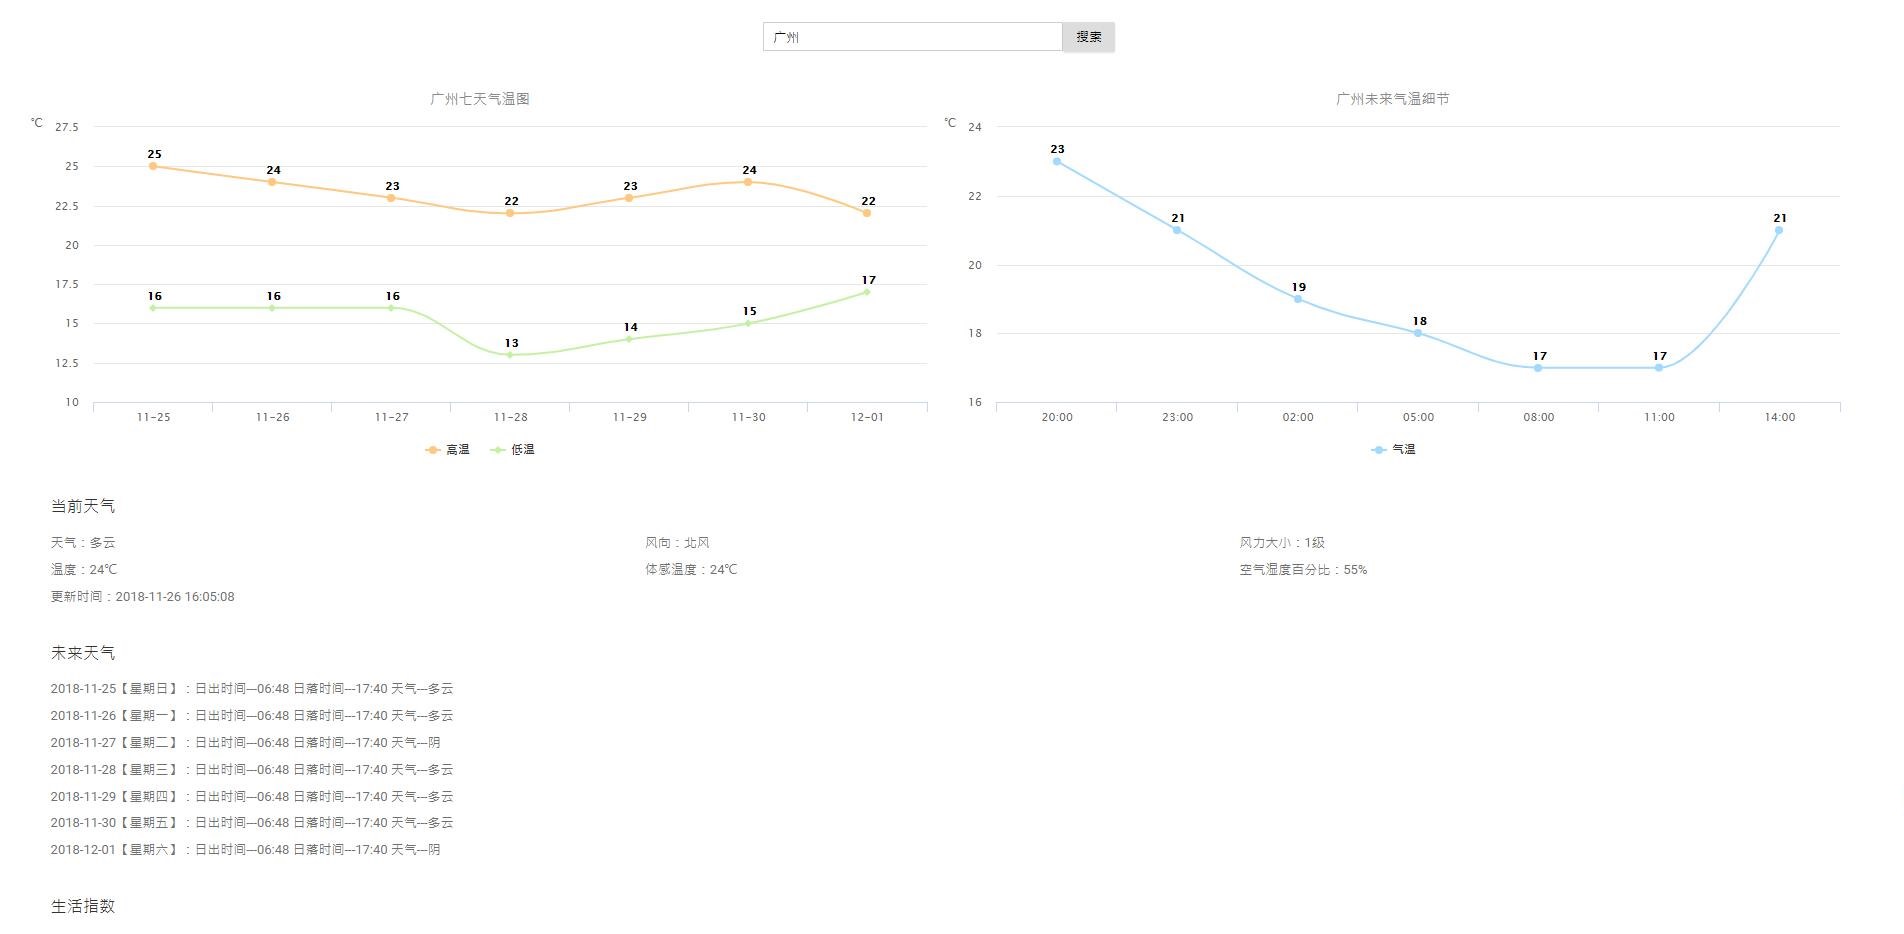 广州 搜索
广州七天气温图
℃
27.5
25
22.5
20
17.5
15
12.5
10
25 24 23 22 23 24 22
16 16 16 13 14 15 17
11-25 11-26 11-27 11-28 11-29 11-30 12-01
高温 低温
广州未来气温细节
℃
24
22
20
18
16
23 21 19 18 17 17 21
20:00 23:00 02:00 05:00 08:00 11:00 14:00
气温
当前天气
天气：多云 风向：北风 风力大小：1级
温度：24℃ 体感温度：24℃ 空气湿度百分比：55%
更新时间：2018-11-26 16:05:08
未来天气
2018-11-25【星期日】：日出时间---06:48 日落时间---17:40 天气---多云
2018-11-26【星期一】：日出时间---06:48 日落时间---17:40 天气---多云
2018-11-27【星期二】：日出时间---06:48 日落时间---17:40 天气---阴
2018-11-28【星期三】：日出时间---06:48 日落时间---17:40 天气---多云
2018-11-29【星期四】：日出时间---06:48 日落时间---17:40 天气---多云
2018-11-30【星期五】：日出时间---06:48 日落时间---17:40 天气---多云
2018-12-01【星期六】：日出时间---06:48 日落时间---17:40 天气---阴
生活指数